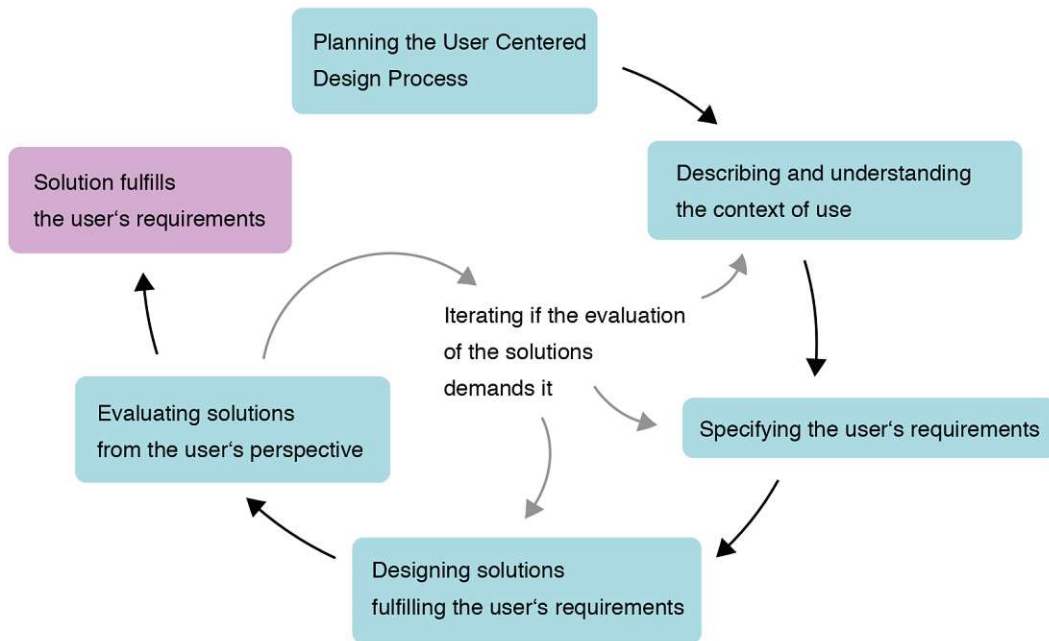 Planning the User Centered
Design Process
Describing and understanding
the context of use
Solution fulfills
the user‘s requirements
Iterating if the evaluation
of the solutions
demands it
Evaluating solutions
from the user‘s perspective
Specifying the user‘s requirements
Designing solutions
fulfilling the user‘s requirements